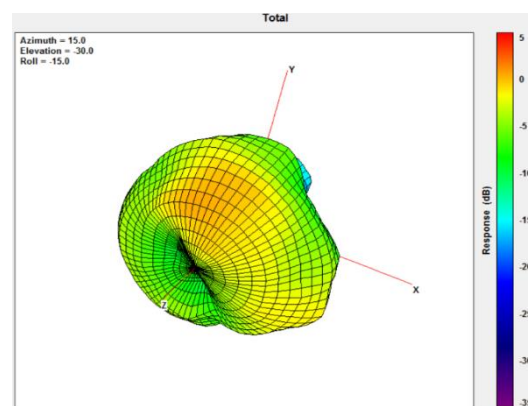 Total
Azimuth = 15.0
Elevation = -30.0
Roll = -15.0
Y
X
Z
5
0
-5
-10
-15
-20
-25
-30
-35
Response (dB)